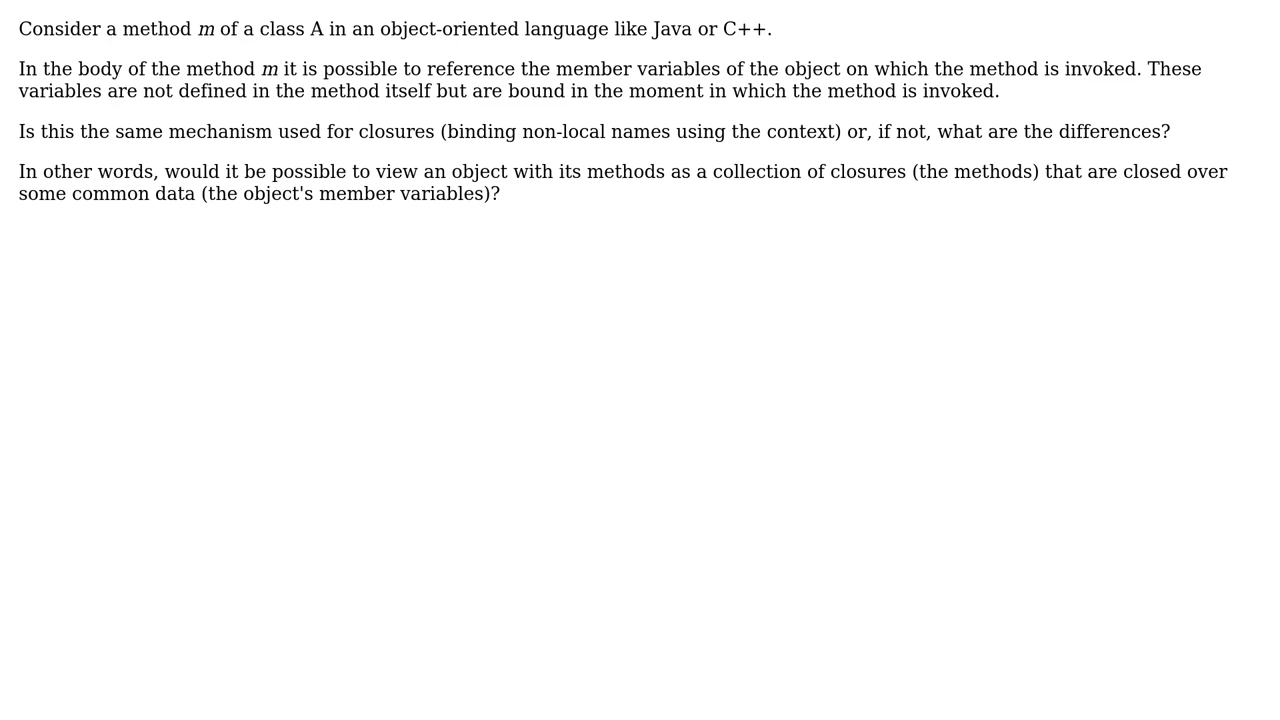 Consider a method m of a class A in an object-oriented language like Java or C++.
In the body of the method m it is possible to reference the member variables of the object on which the method is invoked. These
variables are not defined in the method itself but are bound in the moment in which the method is invoked.
Is this the same mechanism used for closures (binding non-local names using the context) or, if not, what are the differences?
In other words, would it be possible to view an object with its methods as a collection of closures (the methods) that are closed over
some common data (the object's member variables)?